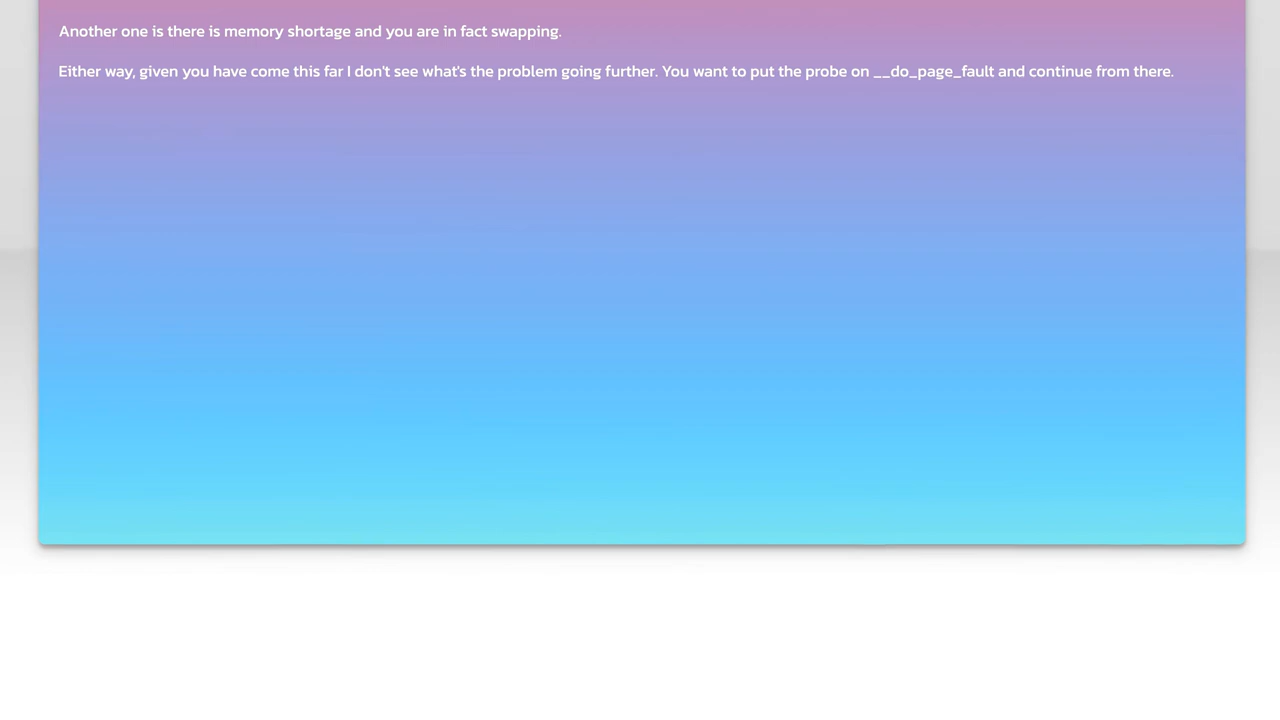 Another one is there is memory shortage and you are in fact swapping.
Either way, given you have come this far I don't see what's the problem going further. You want to put the probe on __do_page_fault and continue from there.